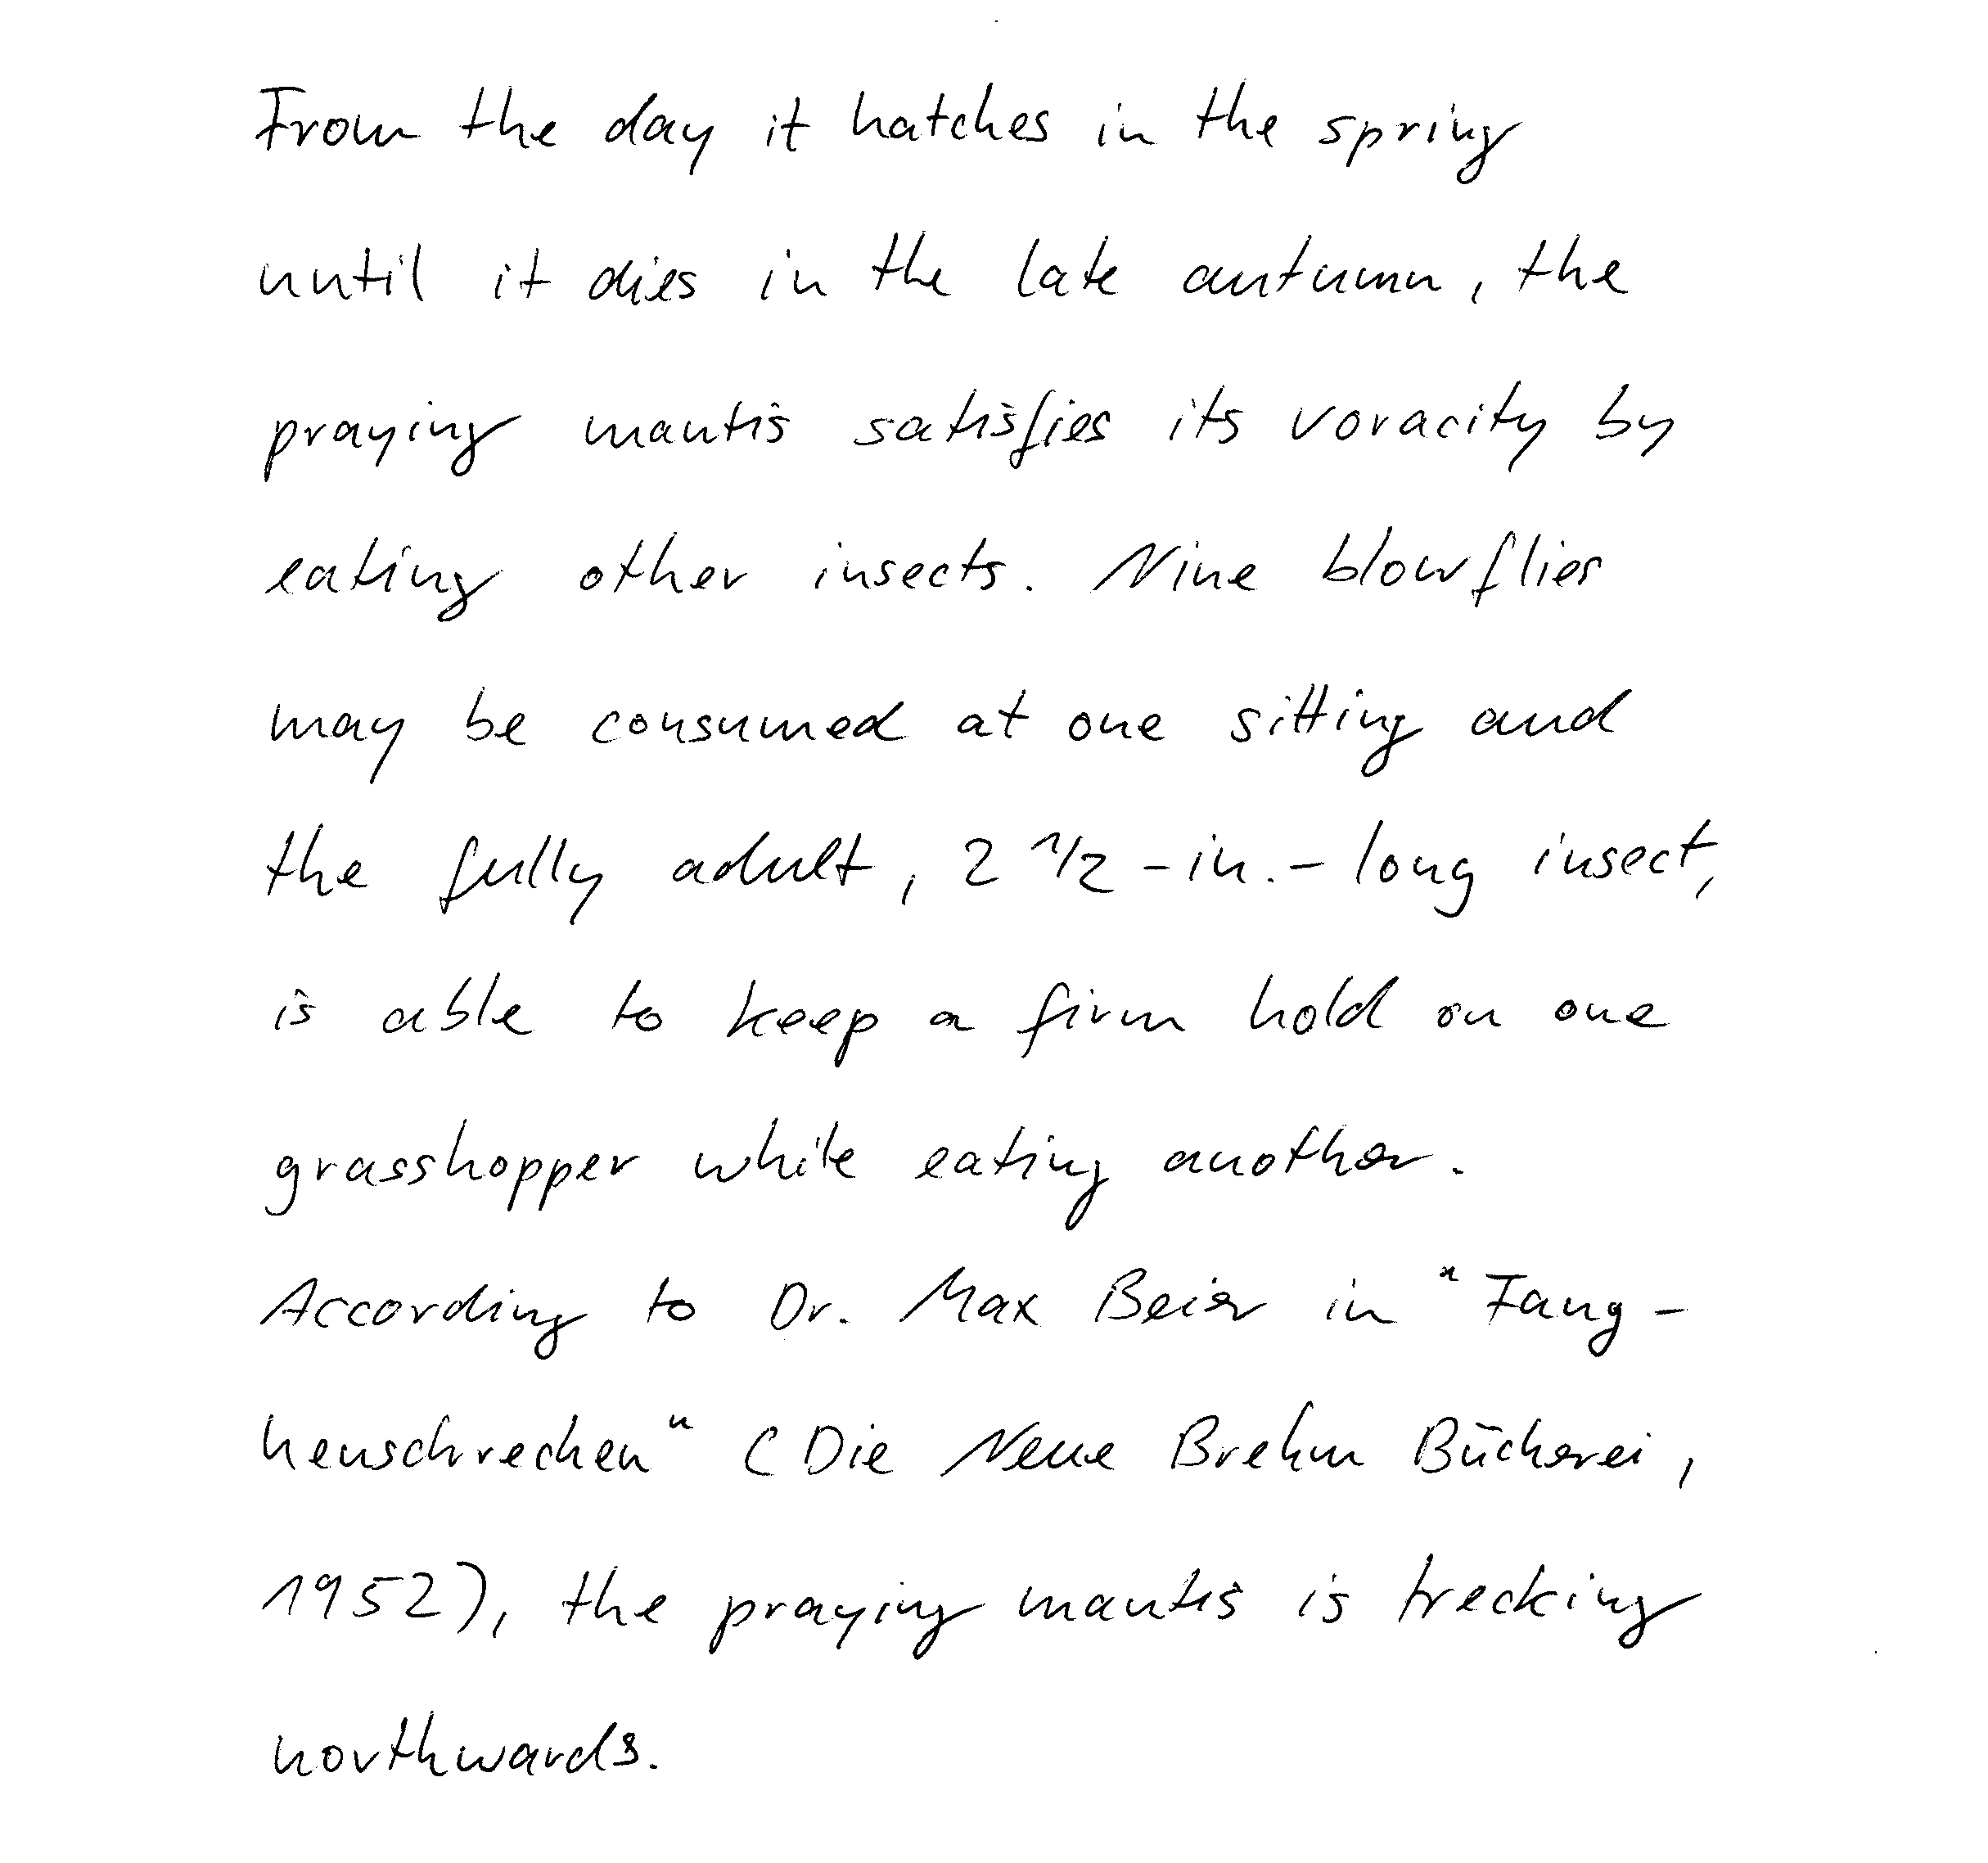 From the day it hatches in the spring
until it dies in the late autumn, the
praying mantis satisfies its voracity by
eating other insects. Nine blowflies
may be consumed at one sitting and
the fully adult, 2 1/2 -in.- long insect,
is able to keep a firm hold on one
grasshopper while eating another.
According to Dr. Max Beier in "Fang-
heuschrecken" (Die Neue Brehm Bücherei,
1952), the praying mantis is trecking
northwards.